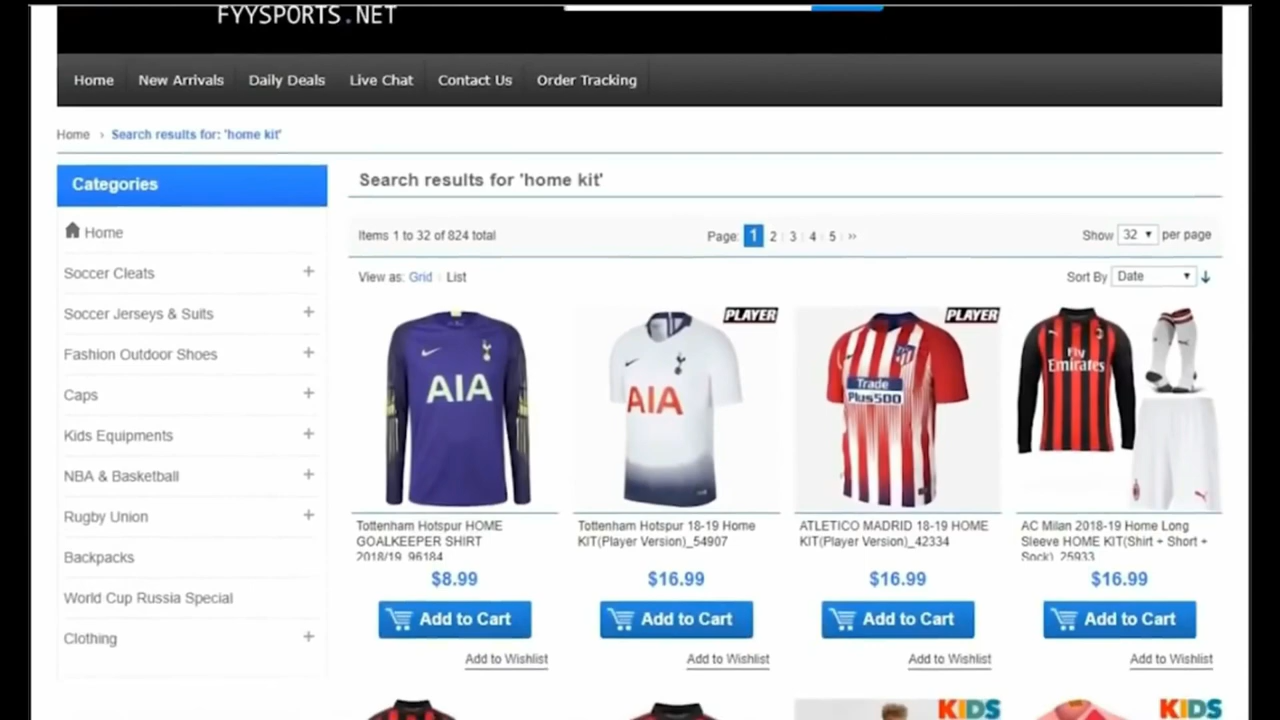 FYYSPORTS.NET
Home New Arrivals Daily Deals Live Chat Contact Us Order Tracking
Home › Search results for: 'home kit'
Categories
Home
Soccer Cleats +
Soccer Jerseys & Suits +
Fashion Outdoor Shoes +
Caps +
Kids Equipments +
NBA & Basketball +
Rugby Union +
Backpacks
World Cup Russia Special
Clothing +
Search results for 'home kit'
Items 1 to 32 of 824 total
Page: 1 2 3 4 5 »
Show 32 per page
View as: Grid List
Sort By Date
AIA
Tottenham Hotspur HOME
GOALKEEPER SHIRT
2018/19_96184
$8.99
Add to Cart
Add to Wishlist
PLAYER
AIA
Tottenham Hotspur 18-19 Home
KIT(Player Version)_54907
$16.99
Add to Cart
Add to Wishlist
PLAYER
Trade
Plus500
ATLETICO MADRID 18-19 HOME
KIT(Player Version)_42334
$16.99
Add to Cart
Add to Wishlist
Fly
Emirates
AC Milan 2018-19 Home Long
Sleeve HOME KIT(Shirt + Short +
Sock)_25933
$16.99
Add to Cart
Add to Wishlist
KIDS
KIDS